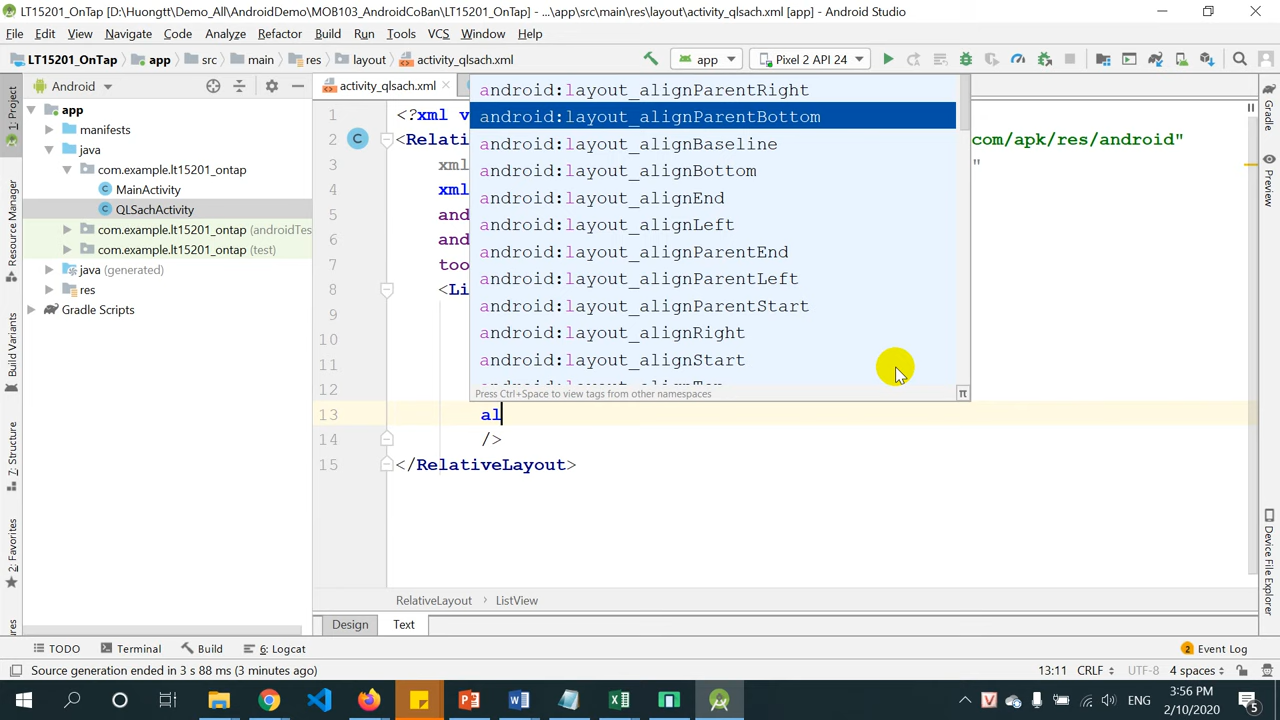 LT15201_OnTap [D:\Huongtt\Demo_All\AndroidDemo\MOB103_AndroidCoBan\LT15201_OnTap] - ...\app\src\main\res\layout\activity_qlsach.xml [app] - Android Studio
File Edit View Navigate Code Analyze Refactor Build Run Tools VCS Window Help
LT15201_OnTap app src main res layout activity_qlsach.xml app Pixel 2 API 24
Android
activity_qlsach.xml
1: Project
Resource Manager
Build Variants
7: Structure
2: Favorites
app
manifests
java
com.example.lt15201_ontap
MainActivity
QLSachActivity
com.example.lt15201_ontap (androidTes
com.example.lt15201_ontap (test)
java (generated)
res
Gradle Scripts
1 <?xml v
2 <Relati com/apk/res/android"
3 xml "
4 xml
5 and
6 and
7 too
8 <Li
9
10
11
12
13 al
14 />
15 </RelativeLayout>
android:layout_alignParentRight
android:layout_alignParentBottom
android:layout_alignBaseline
android:layout_alignBottom
android:layout_alignEnd
android:layout_alignLeft
android:layout_alignParentEnd
android:layout_alignParentLeft
android:layout_alignParentStart
android:layout_alignRight
android:layout_alignStart
android:layout_alignTop
Press Ctrl+Space to view tags from other namespaces
π
Gradle
Preview
Device File Explorer
RelativeLayout › ListView
Design Text
TODO Terminal Build 6: Logcat 2 Event Log
Source generation ended in 3 s 88 ms (3 minutes ago) 13:11 CRLF UTF-8 4 spaces
ENG 3:56 PM
2/10/2020 5